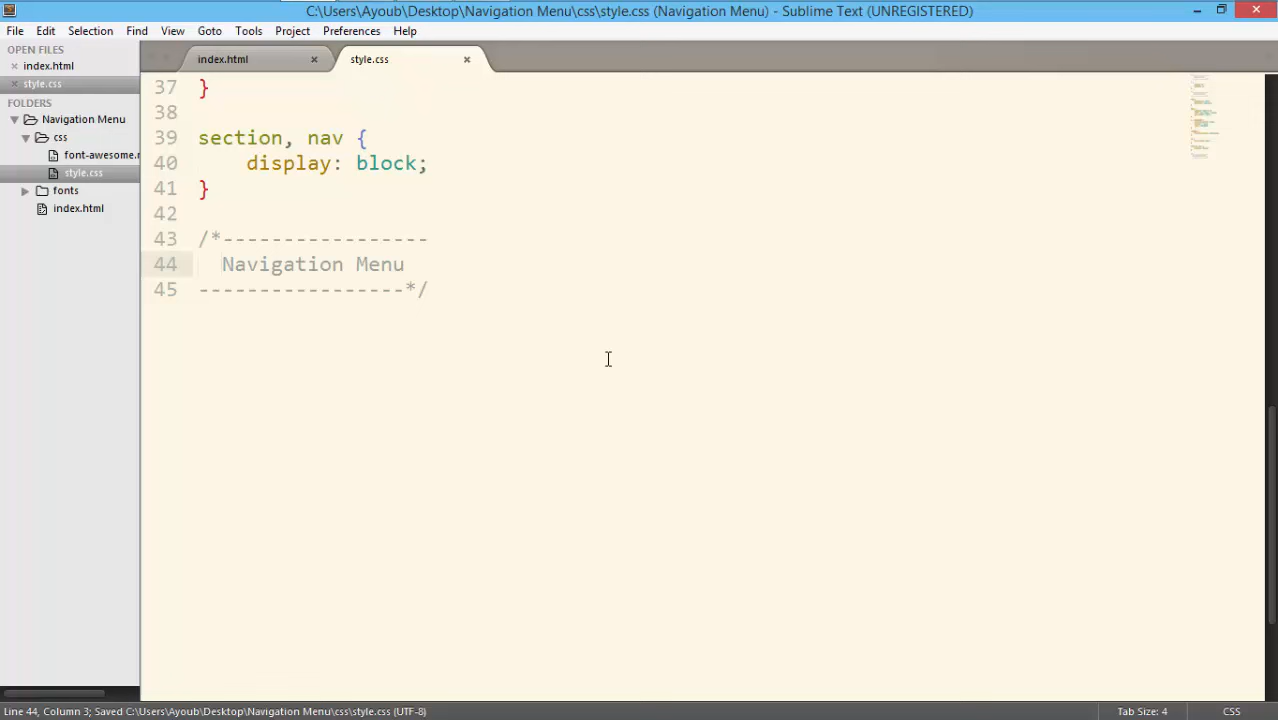 C:\Users\Ayoub\Desktop\Navigation Menu\css\style.css (Navigation Menu) - Sublime Text (UNREGISTERED)
File Edit Selection Find View Goto Tools Project Preferences Help
OPEN FILES
index.html
style.css
FOLDERS
Navigation Menu
css
font-awesome.m
style.css
fonts
index.html
index.html style.css
37 }
38
39 section, nav {
40 display: block;
41 }
42
43 /*-----------------
44 Navigation Menu
45 -----------------*/
Line 44, Column 3; Saved C:\Users\Ayoub\Desktop\Navigation Menu\css\style.css (UTF-8) Tab Size: 4 CSS